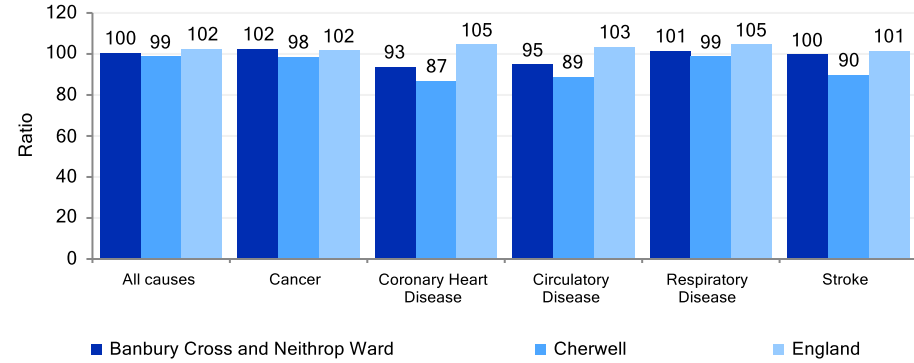 120
100
80
60
40
20
0
Ratio
100 99 102
102 98 102
93 87 105
95 89 103
101 99 105
100 90 101
All causes
Cancer
Coronary Heart
Disease
Circulatory
Disease
Respiratory
Disease
Stroke
Banbury Cross and Neithrop Ward
Cherwell
England